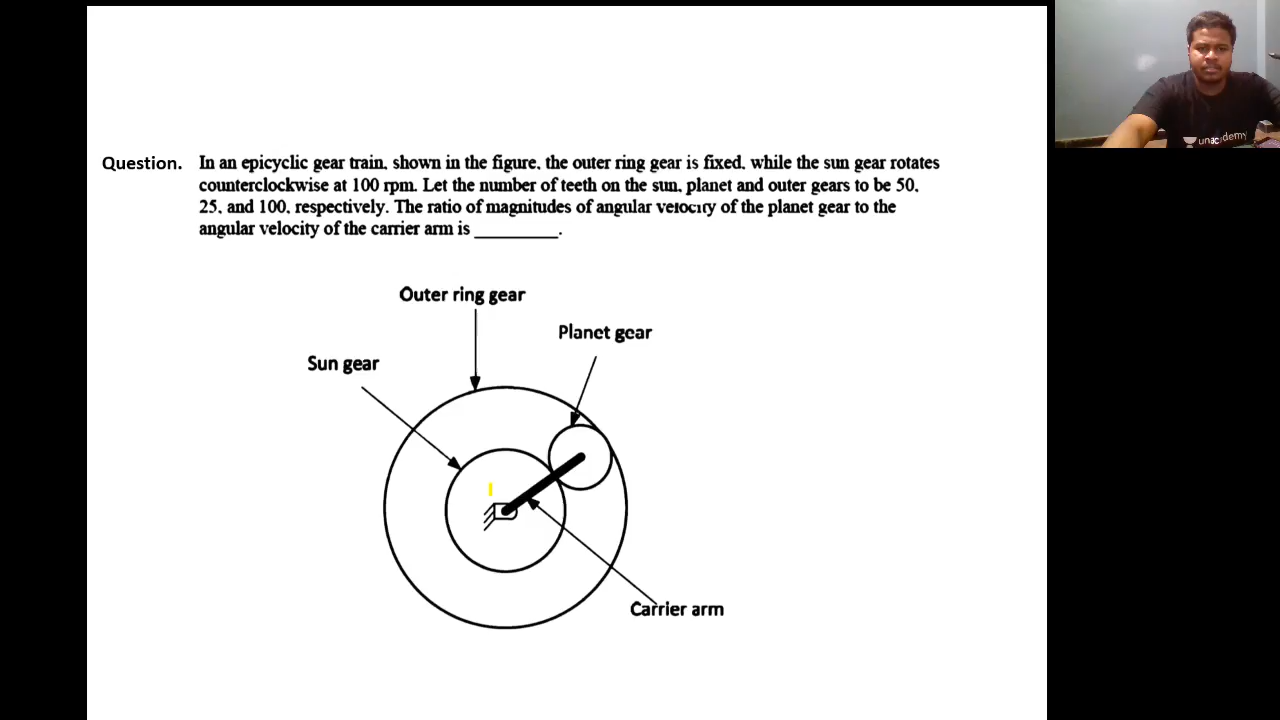 Question. In an epicyclic gear train, shown in the figure, the outer ring gear is fixed, while the sun gear rotates
counterclockwise at 100 rpm. Let the number of teeth on the sun, planet and outer gears to be 50,
25, and 100, respectively. The ratio of magnitudes of angular velocity of the planet gear to the
angular velocity of the carrier arm is __________.
Outer ring gear
Planet gear
Sun gear
Carrier arm
unacademy